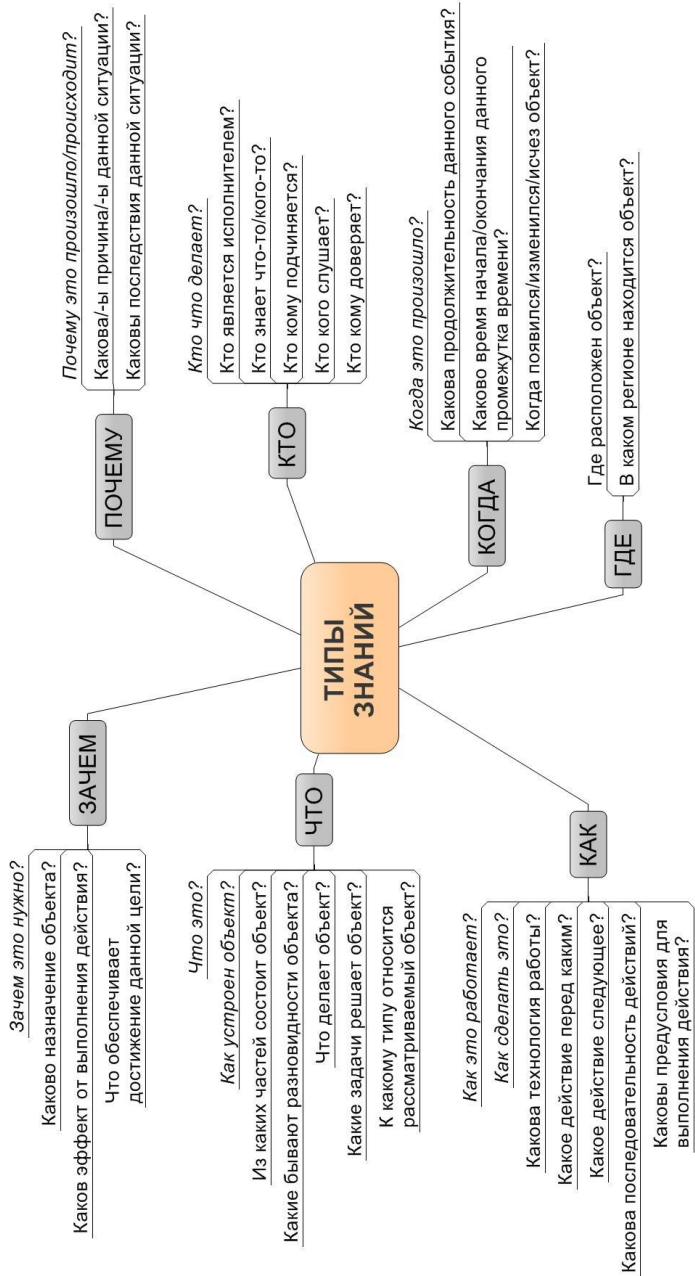 ТИПЫ
ЗНАНИЙ
ЗАЧЕМ
Зачем это нужно?
Каково назначение объекта?
Каков эффект от выполнения действия?
Что обеспечивает
достижение данной цели?
ЧТО
Что это?
Как устроен объект?
Из каких частей состоит объект?
Какие бывают разновидности объекта?
Что делает объект?
Какие задачи решает объект?
К какому типу относится
рассматриваемый объект?
КАК
Как это работает?
Как сделать это?
Какова технология работы?
Какое действие перед каким?
Какое действие следующее?
Какова последовательность действий?
Каковы предусловия для
выполнения действия?
ПОЧЕМУ
Почему это произошло/происходит?
Какова/-ы причина/-ы данной ситуации?
Каковы последствия данной ситуации?
КТО
Кто что делает?
Кто является исполнителем?
Кто знает что-то/кого-то?
Кто кому подчиняется?
Кто кого слушает?
Кто кому доверяет?
КОГДА
Когда это произошло?
Какова продолжительность данного события?
Каково время начала/окончания данного
промежутка времени?
Когда появился/изменился/исчез объект?
ГДЕ
Где расположен объект?
В каком регионе находится объект?